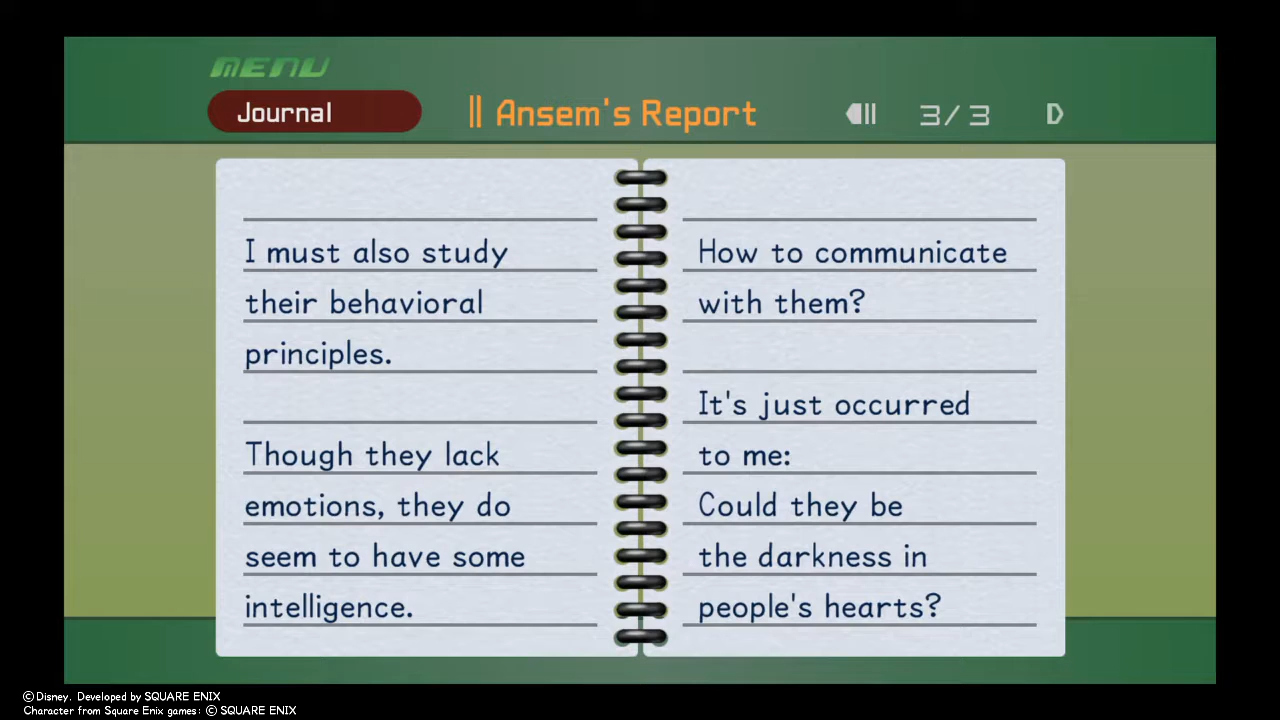 MENU
Journal
Ansem's Report
3/3
I must also study
their behavioral
principles.
Though they lack
emotions, they do
seem to have some
intelligence.
How to communicate
with them?
It's just occurred
to me:
Could they be
the darkness in
people's hearts?
©Disney. Developed by SQUARE ENIX
Character from Square Enix games: © SQUARE ENIX